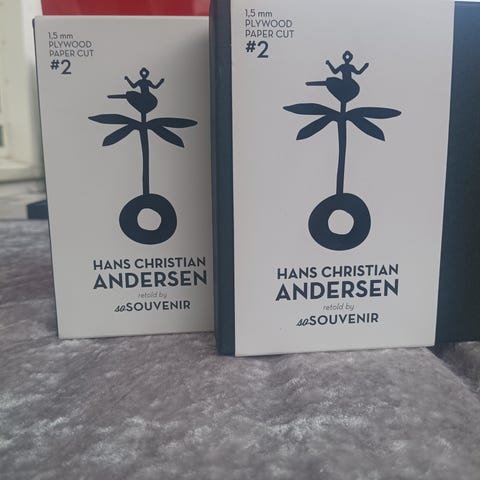 1,5 mm
PLYWOOD
PAPER CUT
#2
HANS CHRISTIAN
ANDERSEN
retold by
soSOUVENIR
1,5 mm
PLYWOOD
PAPER CUT
#2
HANS CHRISTIAN
ANDERSEN
retold by
soSOUVENIR